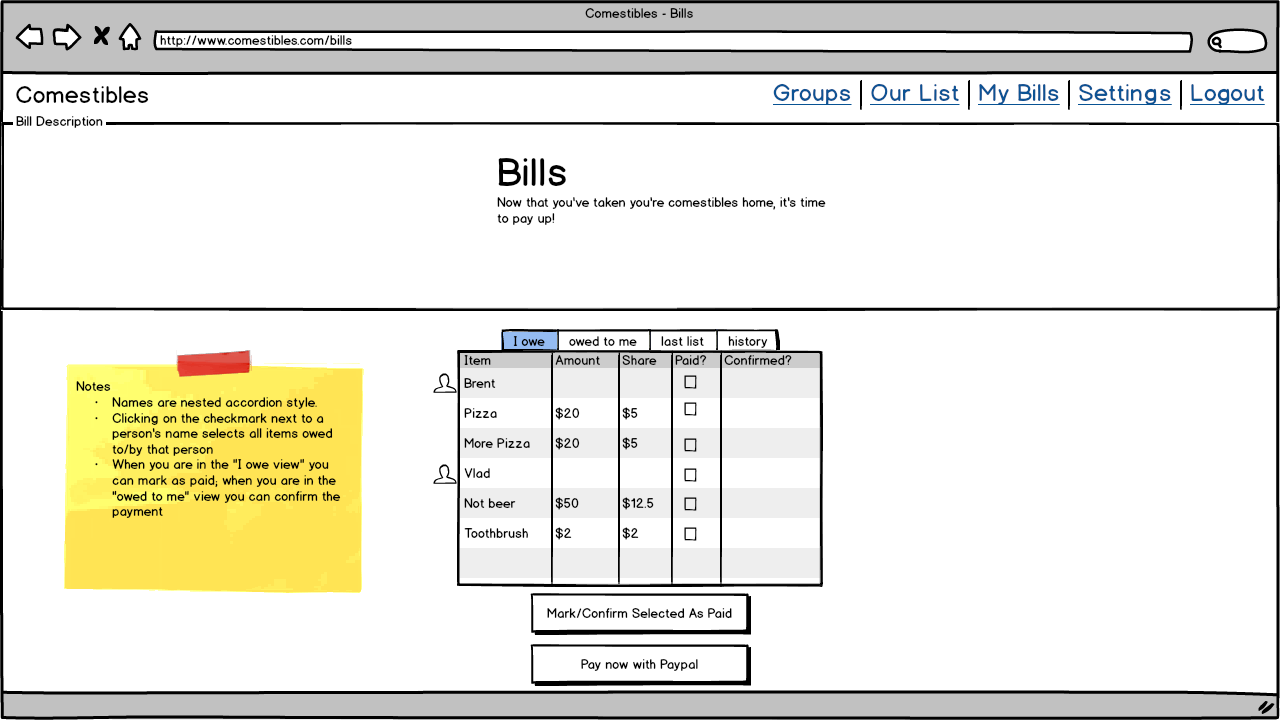 Comestibles - Bills
http://www.comestibles.com/bills
Comestibles
Groups Our List My Bills Settings Logout
Bill Description
Bills
Now that you've taken you're comestibles home, it's time
to pay up!
Notes
· Names are nested accordion style.
· Clicking on the checkmark next to a
person's name selects all items owed
to/by that person
· When you are in the "I owe view" you
can mark as paid; when you are in the
"owed to me" view you can confirm the
payment
I owe owed to me last list history
Item Amount Share Paid? Confirmed?
Brent
Pizza $20 $5
More Pizza $20 $5
Vlad
Not beer $50 $12.5
Toothbrush $2 $2
Mark/Confirm Selected As Paid
Pay now with Paypal